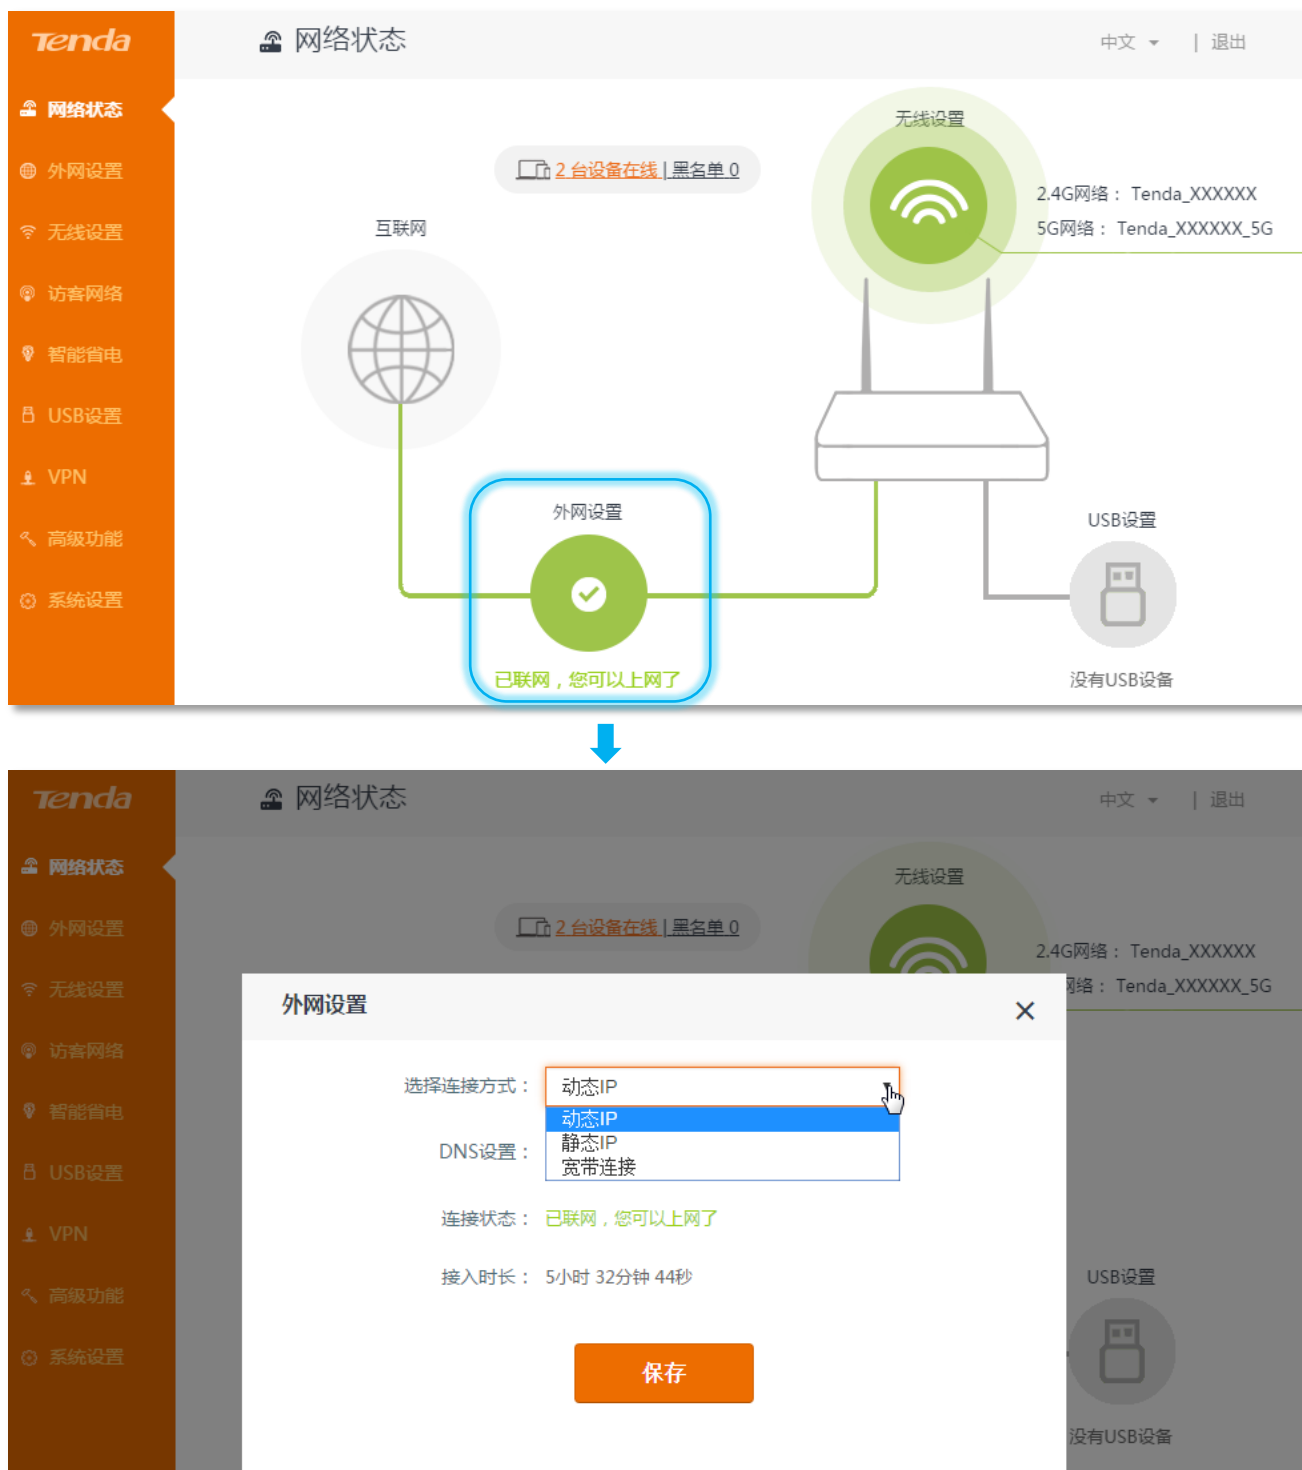 Tenda
网络状态
中文 | 退出
网络状态
外网设置
无线设置
访客网络
智能省电
USB设置
VPN
高级功能
系统设置
无线设置
2 台设备在线 | 黑名单 0
2.4G网络： Tenda_XXXXXX
5G网络： Tenda_XXXXXX_5G
互联网
外网设置
已联网，您可以上网了
USB设置
没有USB设备
Tenda
网络状态
中文 | 退出
网络状态
外网设置
无线设置
访客网络
智能省电
USB设置
VPN
高级功能
系统设置
无线设置
2 台设备在线 | 黑名单 0
2.4G网络： Tenda_XXXXXX
网络： Tenda_XXXXXX_5G
外网设置
选择连接方式： 动态IP
动态IP
静态IP
宽带连接
DNS设置：
连接状态： 已联网，您可以上网了
接入时长： 5小时 32分钟 44秒
保存
USB设置
没有USB设备